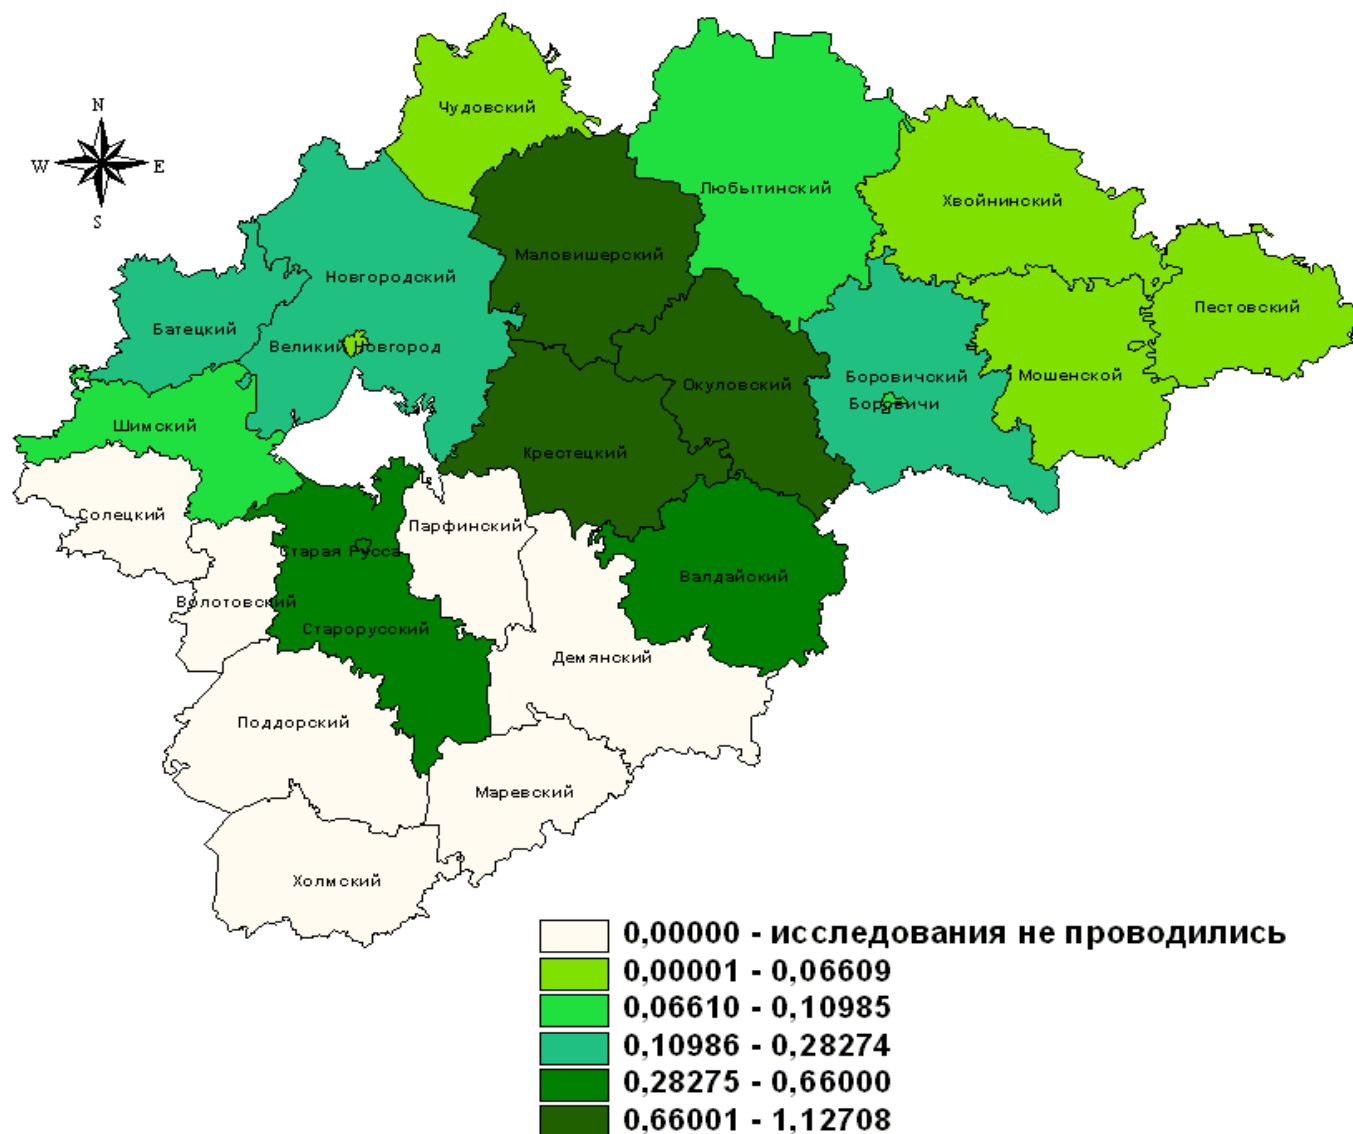 N
W E
S
Чудовский
Любытинский
Хвойнинский
Маловишерский
Новгородский
Пестовский
Батецкий
Великий Новгород
Боровичский
Мошенской
Окуловский
Боровичи
Шимский
Крестецкий
Солецкий
Парфинский
Старая Русса
Валдайский
Волотовский
Старорусский
Демянский
Поддорский
Маревский
Холмский
0,00000 - исследования не проводились
0,00001 - 0,06609
0,06610 - 0,10985
0,10986 - 0,28274
0,28275 - 0,66000
0,66001 - 1,12708